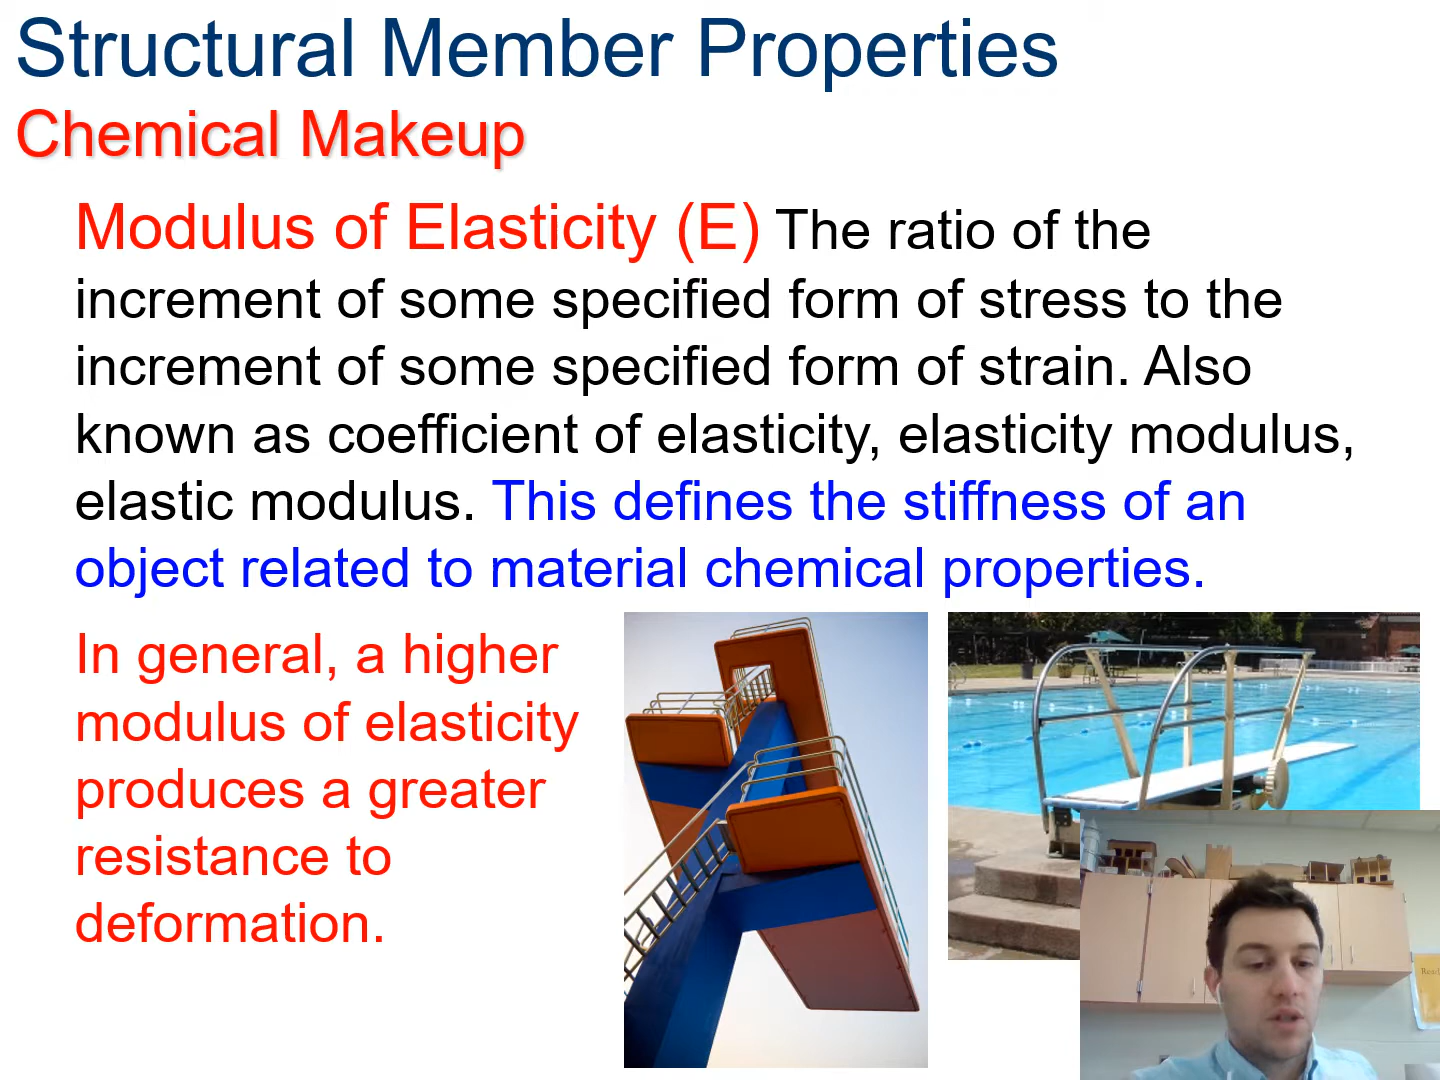 Structural Member Properties
Chemical Makeup
Modulus of Elasticity (E) The ratio of the
increment of some specified form of stress to the
increment of some specified form of strain. Also
known as coefficient of elasticity, elasticity modulus,
elastic modulus. This defines the stiffness of an
object related to material chemical properties.
In general, a higher
modulus of elasticity
produces a greater
resistance to
deformation.